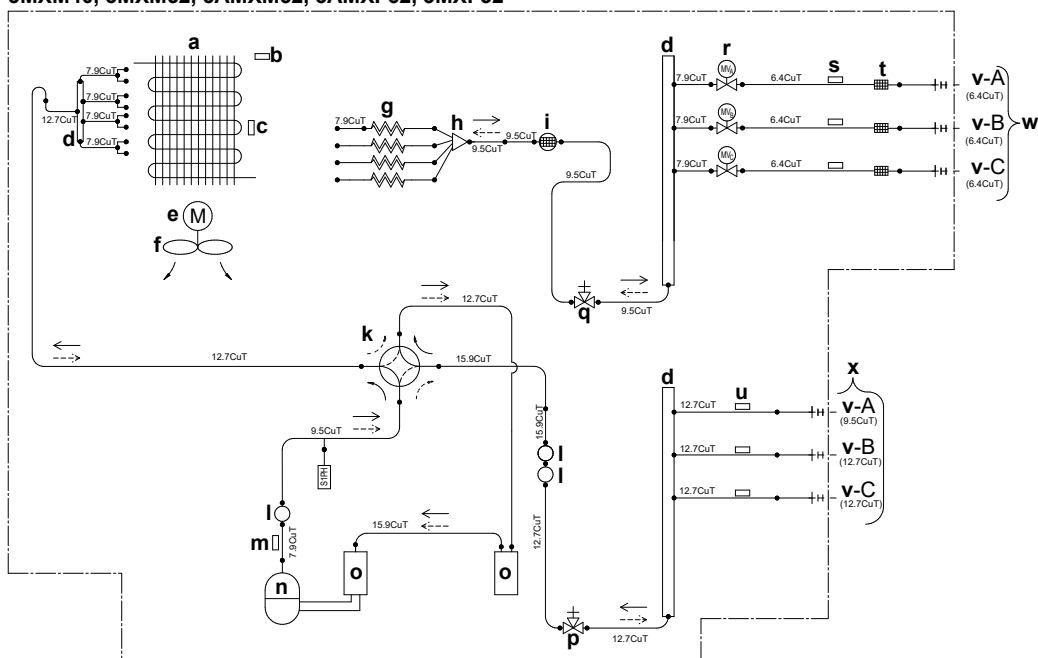 3MXM40, 3MXM52, 3AMXM52, 3AMXF52, 3MXF52
a
b
7.9CuT
7.9CuT
7.9CuT
7.9CuT
12.7CuT
d
c
e M
f
7.9CuT
g
h
9.5CuT
9.5CuT
i
9.5CuT
q
9.5CuT
d
r
s
t
7.9CuT
MVA
6.4CuT
v-A
(6.4CuT)
7.9CuT
MVB
6.4CuT
v-B
(6.4CuT)
w
7.9CuT
MVC
6.4CuT
v-C
(6.4CuT)
12.7CuT
k
12.7CuT
15.9CuT
9.5CuT
S1PH
15.9CuT
l
l
l
m
7.9CuT
15.9CuT
12.7CuT
n
o
o
p
12.7CuT
d
u
x
12.7CuT
v-A
(9.5CuT)
12.7CuT
v-B
(12.7CuT)
12.7CuT
v-C
(12.7CuT)